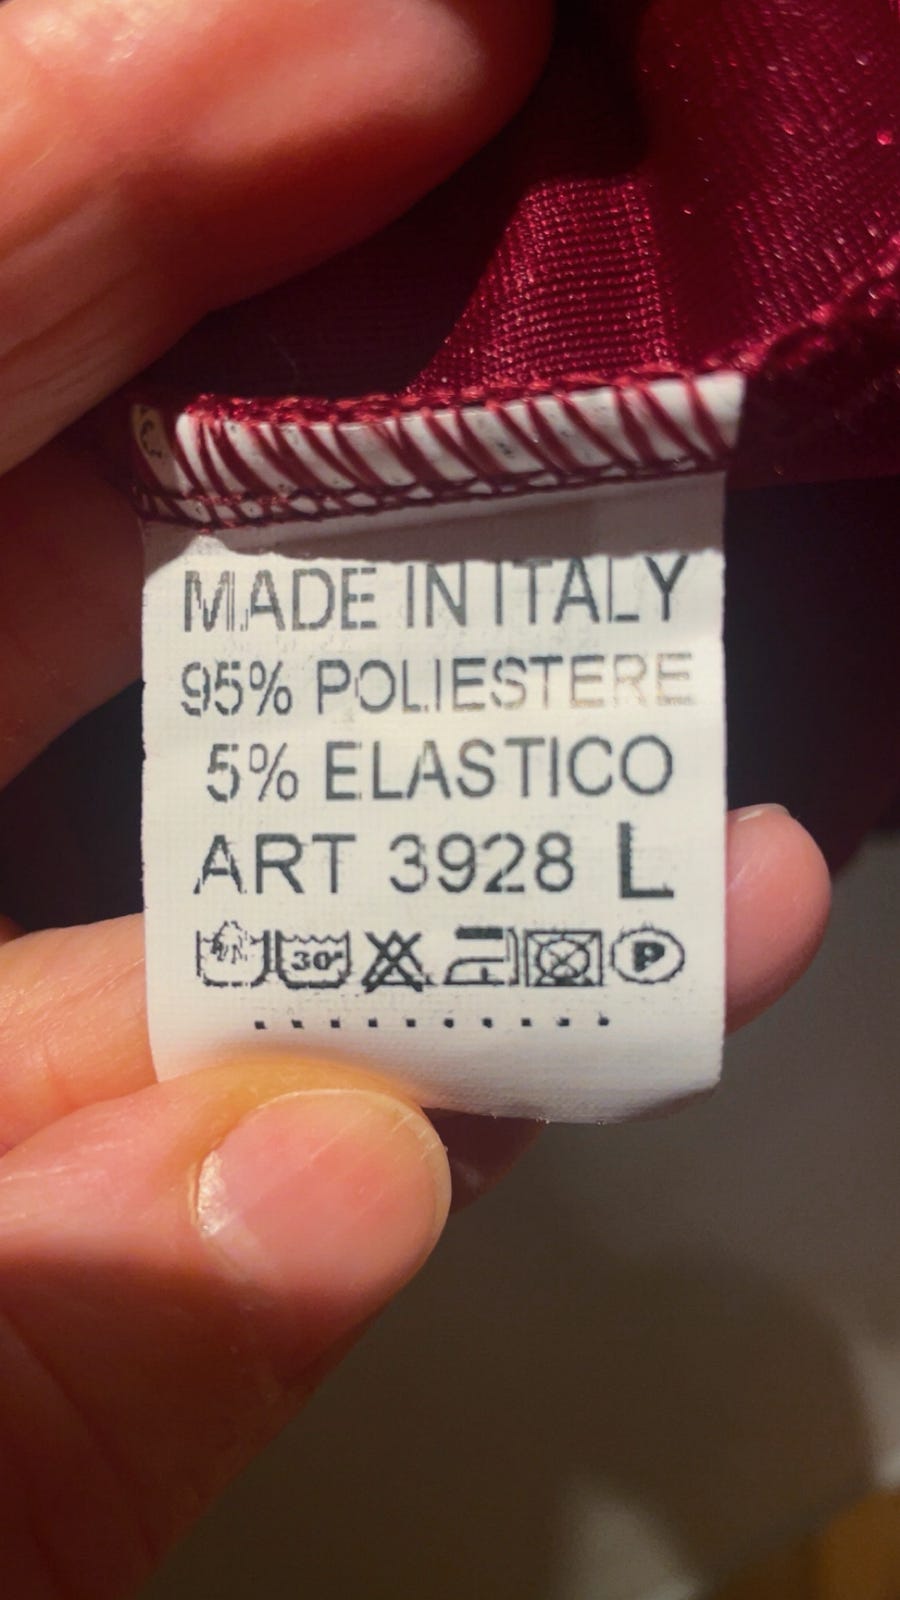 MADE IN ITALY
95% POLIESTERE
5% ELASTICO
ART 3928 L
30° P